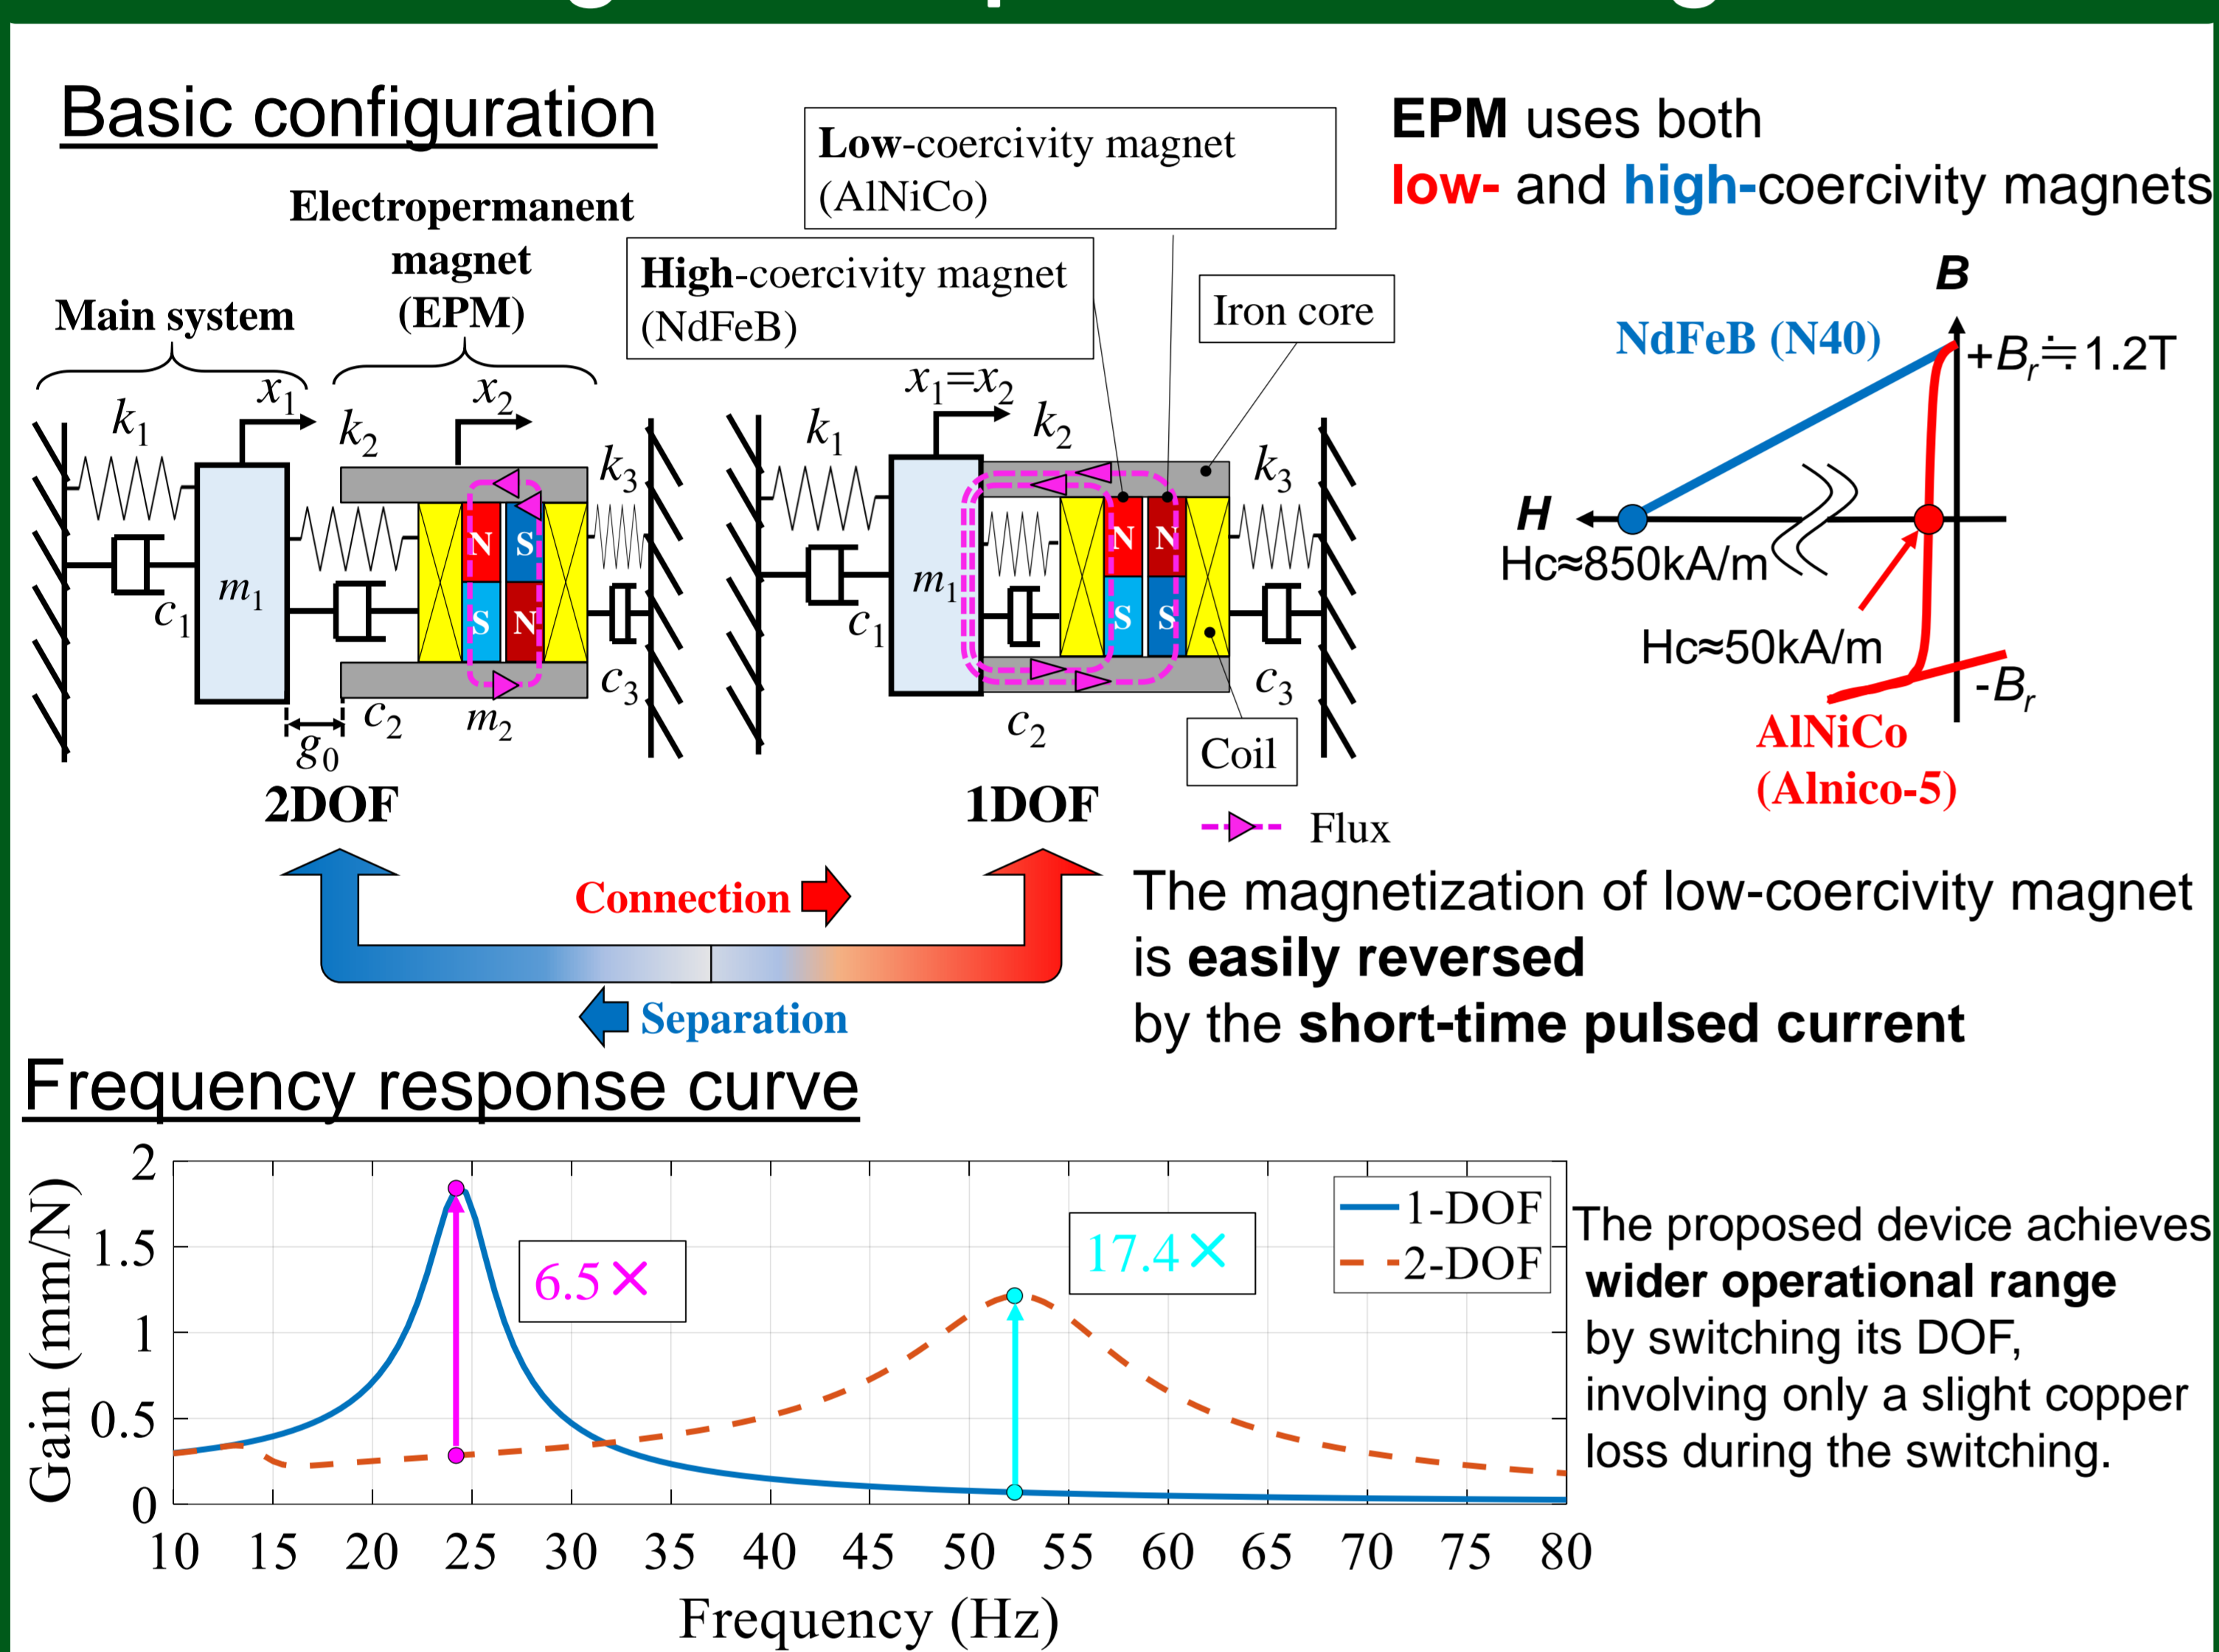 Basic configuration
Low-coercivity magnet
(AlNiCo)
EPM uses both
low- and high-coercivity magnets
Electropermanent
magnet
(EPM)
High-coercivity magnet
(NdFeB)
Iron core
Main system
x1
x2
x1=x2
k1
k2
k3
k1
k2
k3
N
S
S
N
N
N
S
S
m1
m1
c1
c2
m2
c3
g0
c1
c2
c3
Coil
2DOF
1DOF
Flux
B
NdFeB (N40)
+Br≒1.2T
H
Hc≈850kA/m
Hc≈50kA/m
-Br
AlNiCo
(Alnico-5)
Connection
Separation
The magnetization of low-coercivity magnet
is easily reversed
by the short-time pulsed current
Frequency response curve
2
1.5
1
0.5
0
Gain (mm/N)
6.5×
17.4×
1-DOF
2-DOF
10 15 20 25 30 35 40 45 50 55 60 65 70 75 80
Frequency (Hz)
The proposed device achieves
wider operational range
by switching its DOF,
involving only a slight copper
loss during the switching.